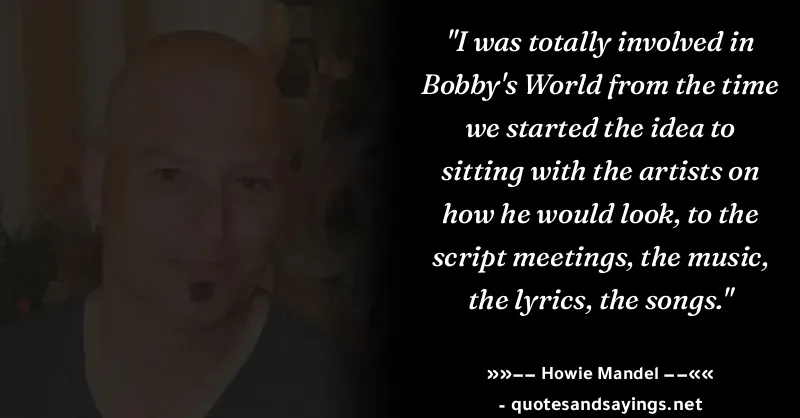 "I was totally involved in
Bobby's World from the time
we started the idea to
sitting with the artists on
how he would look, to the
script meetings, the music,
the lyrics, the songs."
»»−− Howie Mandel −−««
- quotesandsayings.net